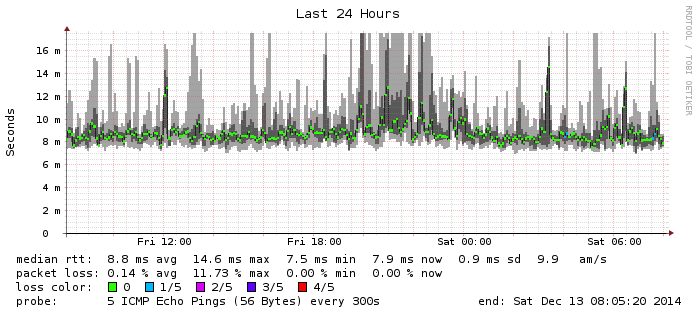 Last 24 Hours
RRDTOOL / TOBI OETIKER
Seconds
16 m
14 m
12 m
10 m
8 m
6 m
4 m
2 m
0
Fri 12:00 Fri 18:00 Sat 00:00 Sat 06:00
median rtt: 8.8 ms avg 14.6 ms max 7.5 ms min 7.9 ms now 0.9 ms sd 9.9 am/s
packet loss: 0.14 % avg 11.73 % max 0.00 % min 0.00 % now
loss color: 0 1/5 2/5 3/5 4/5
probe: 5 ICMP Echo Pings (56 Bytes) every 300s end: Sat Dec 13 08:05:20 2014